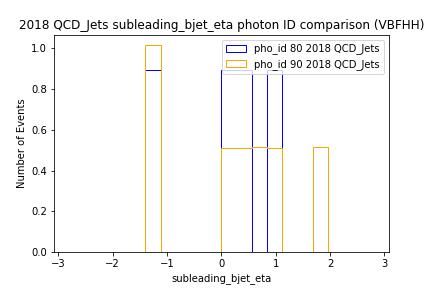 2018 QCD_Jets subleading_bjet_eta photon ID comparison (VBFHH)
pho_id 80 2018 QCD_Jets
pho_id 90 2018 QCD_Jets
Number of Events
1.0
0.8
0.6
0.4
0.2
0.0
−3 −2 −1 0 1 2 3
subleading_bjet_eta